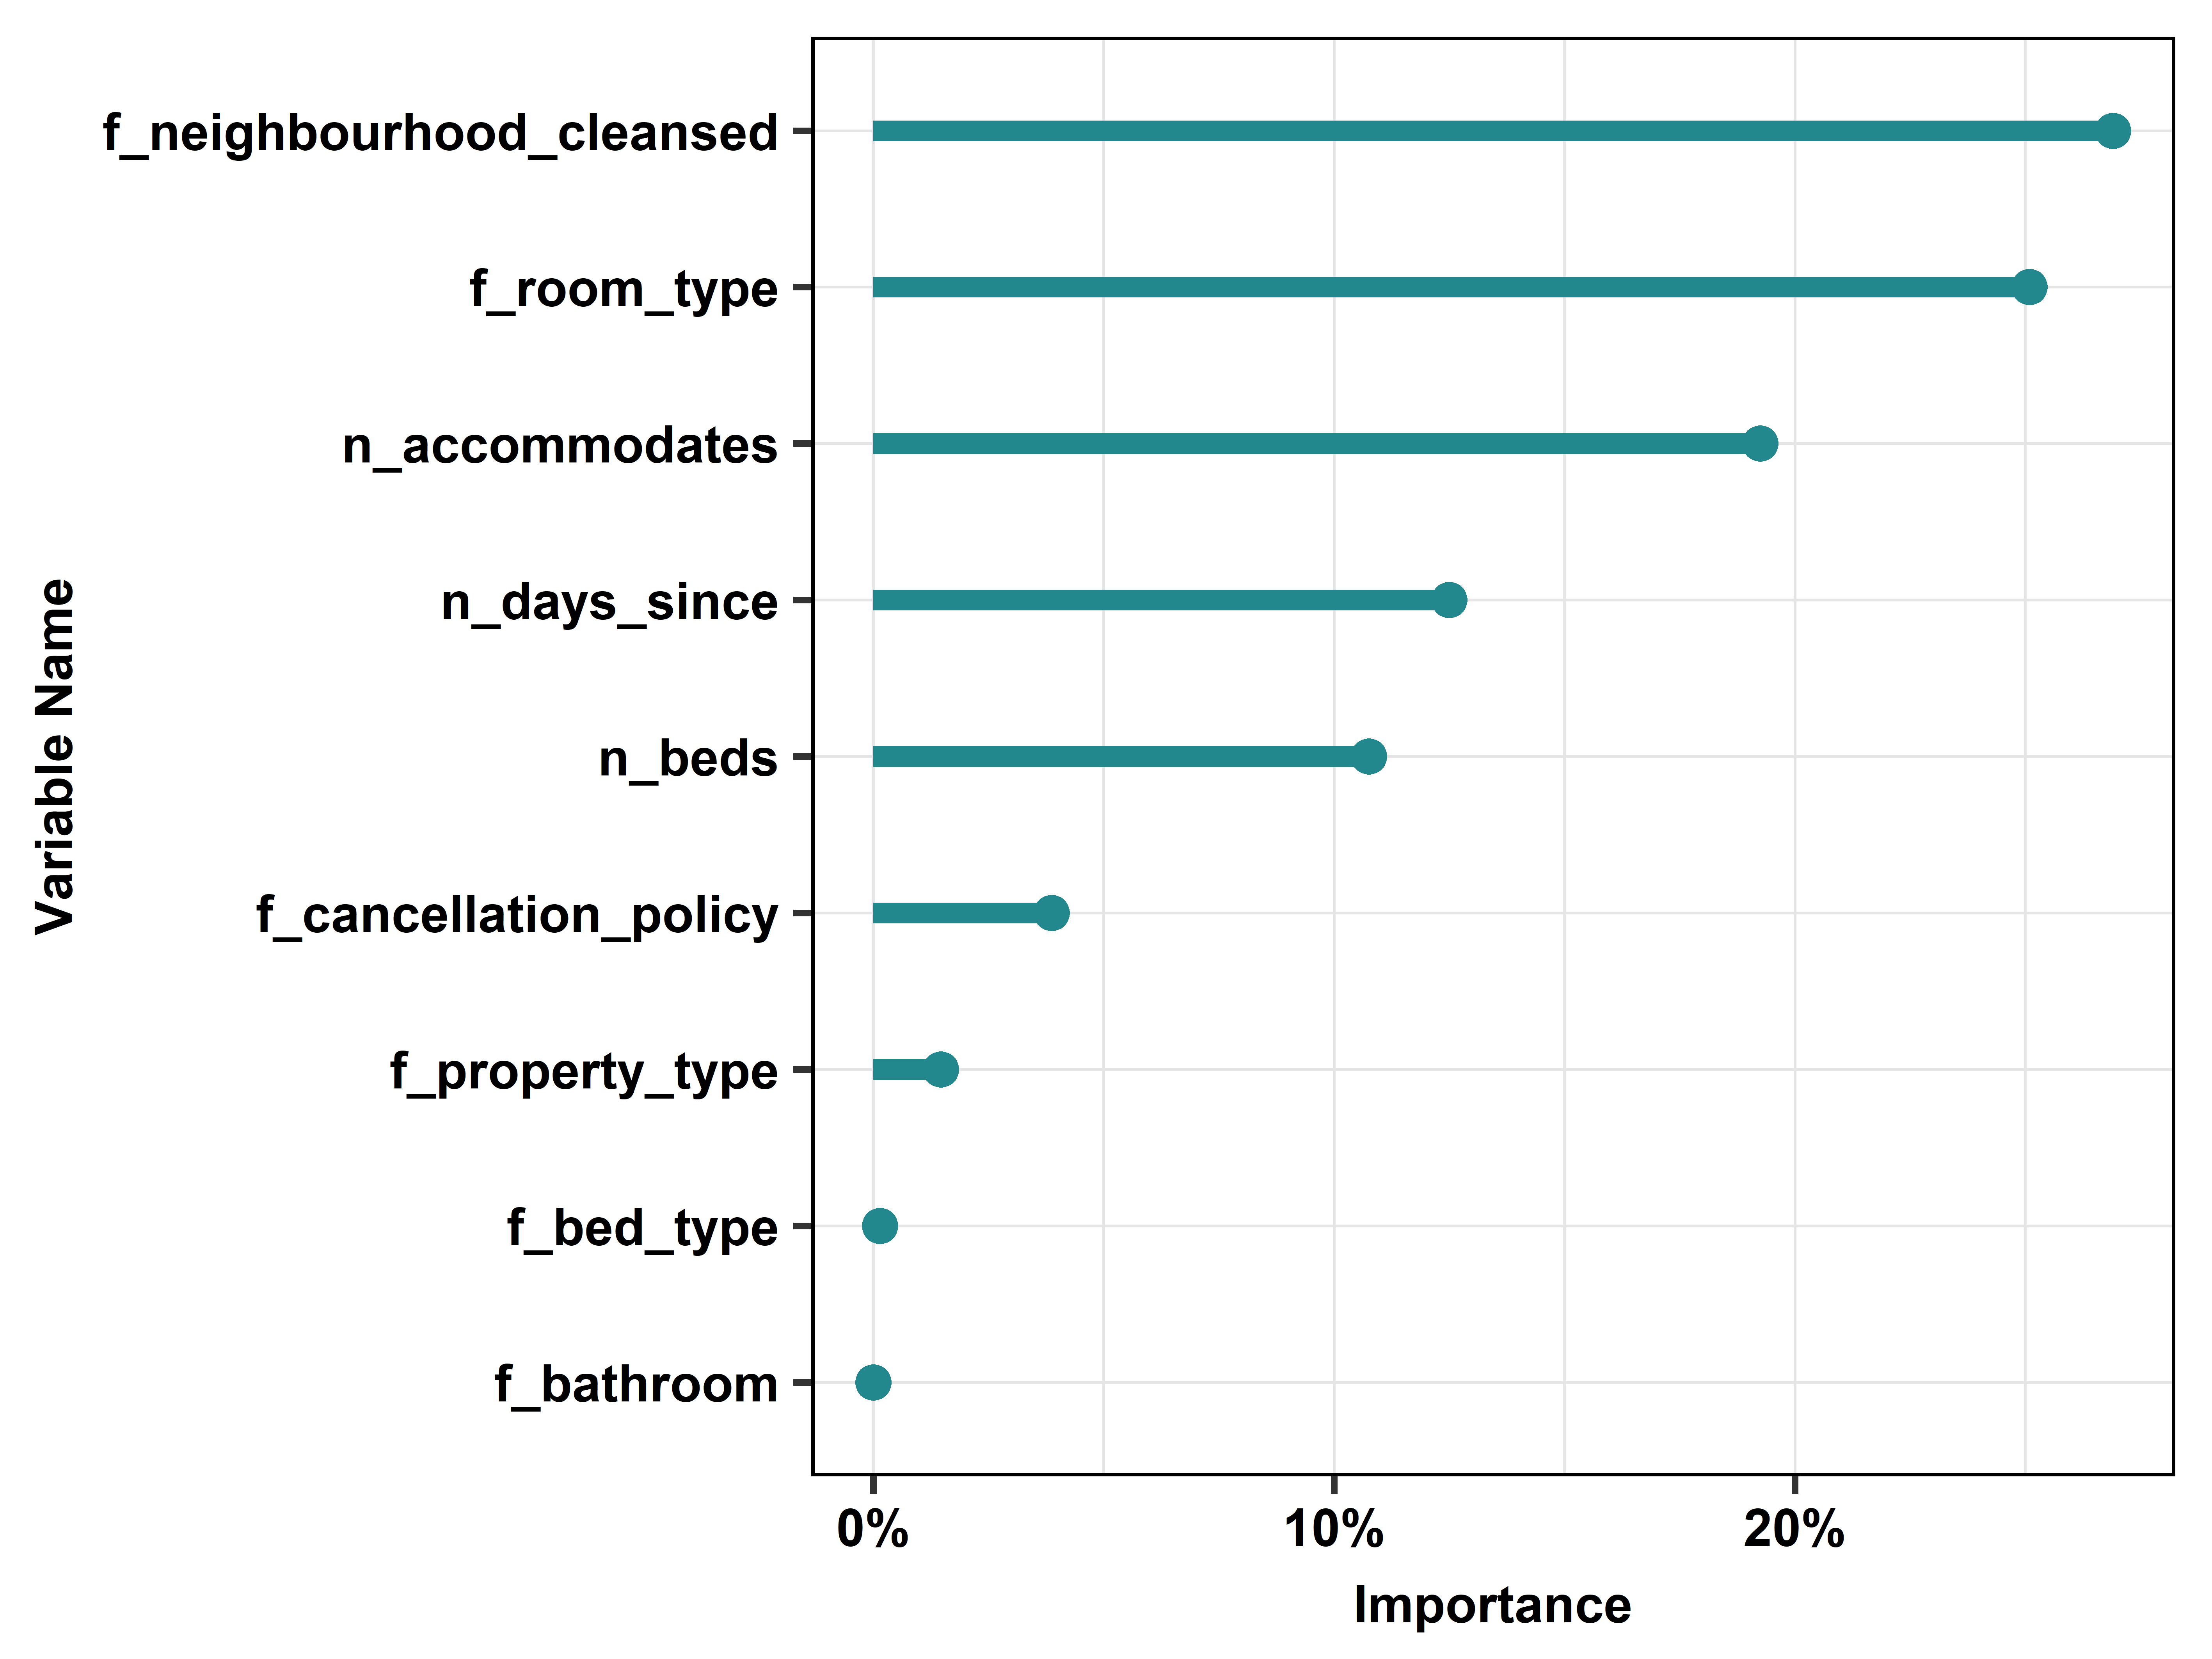 f_neighbourhood_cleansed
f_room_type
n_accommodates
n_days_since
n_beds
f_cancellation_policy
f_property_type
f_bed_type
f_bathroom
Variable Name
0% 10% 20%
Importance